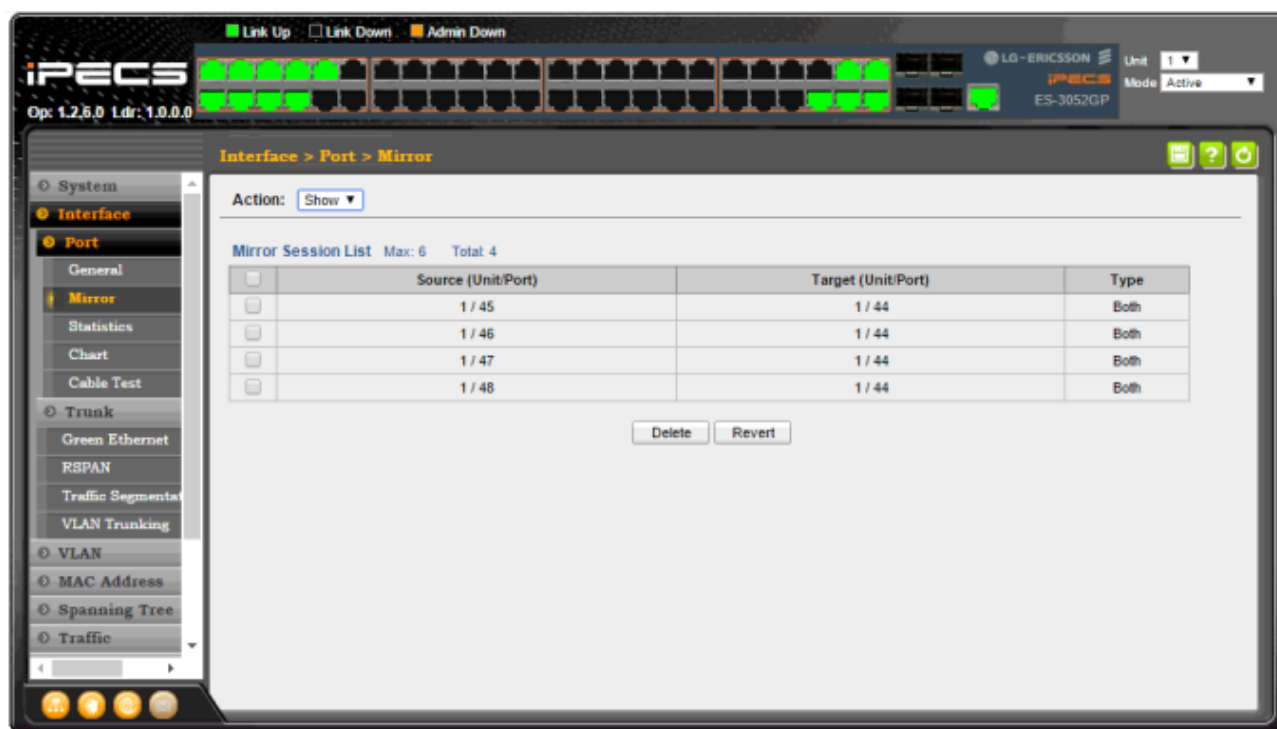 Link Up Link Down Admin Down
iPECS
LG-ERICSSON
iPECS
ES-3052GP
Unit 1
Mode Active
Op: 1.2.6.0 Ldr: 1.0.0.0
Interface > Port > Mirror
System
Interface
Port
General
Mirror
Statistics
Chart
Cable Test
Trunk
Green Ethernet
RSPAN
Traffic Segmentat
VLAN Trunking
VLAN
MAC Address
Spanning Tree
Traffic
Action: Show
Mirror Session List Max: 6 Total: 4
Source (Unit/Port) Target (Unit/Port) Type
1 / 45 1 / 44 Both
1 / 46 1 / 44 Both
1 / 47 1 / 44 Both
1 / 48 1 / 44 Both
Delete Revert